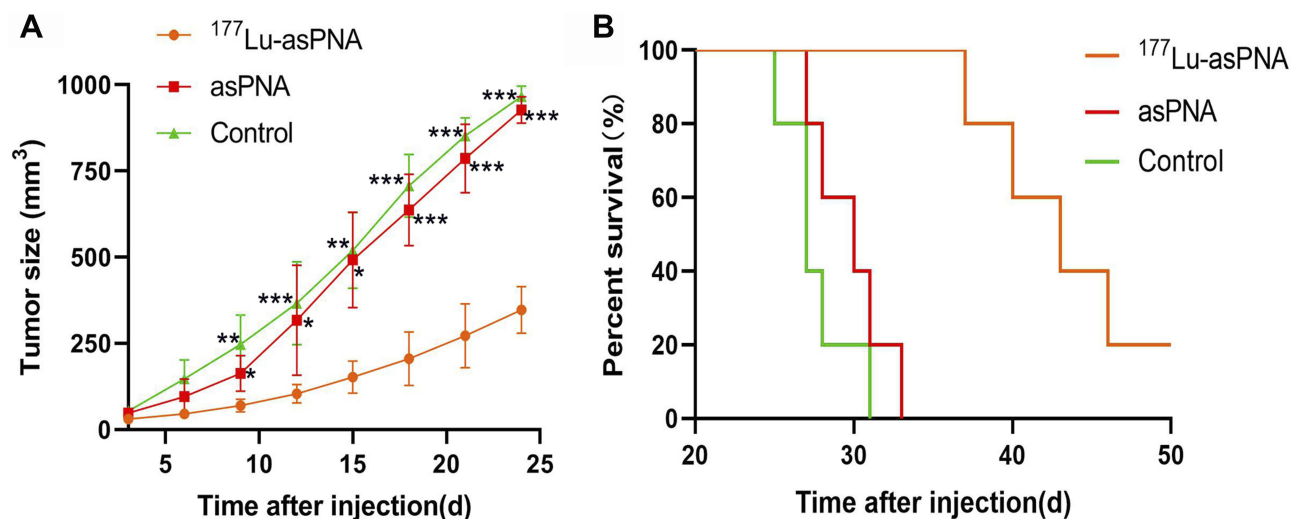 A
¹⁷⁷Lu-asPNA
asPNA
Control
1000
750
500
250
0
Tumor size (mm³)
**
***
**
***
***
***
*
*
*
***
***
***
5
10
15
20
25
Time after injection(d)
B
¹⁷⁷Lu-asPNA
asPNA
Control
100
80
60
40
20
0
Percent survival (%)
20
30
40
50
Time after injection(d)